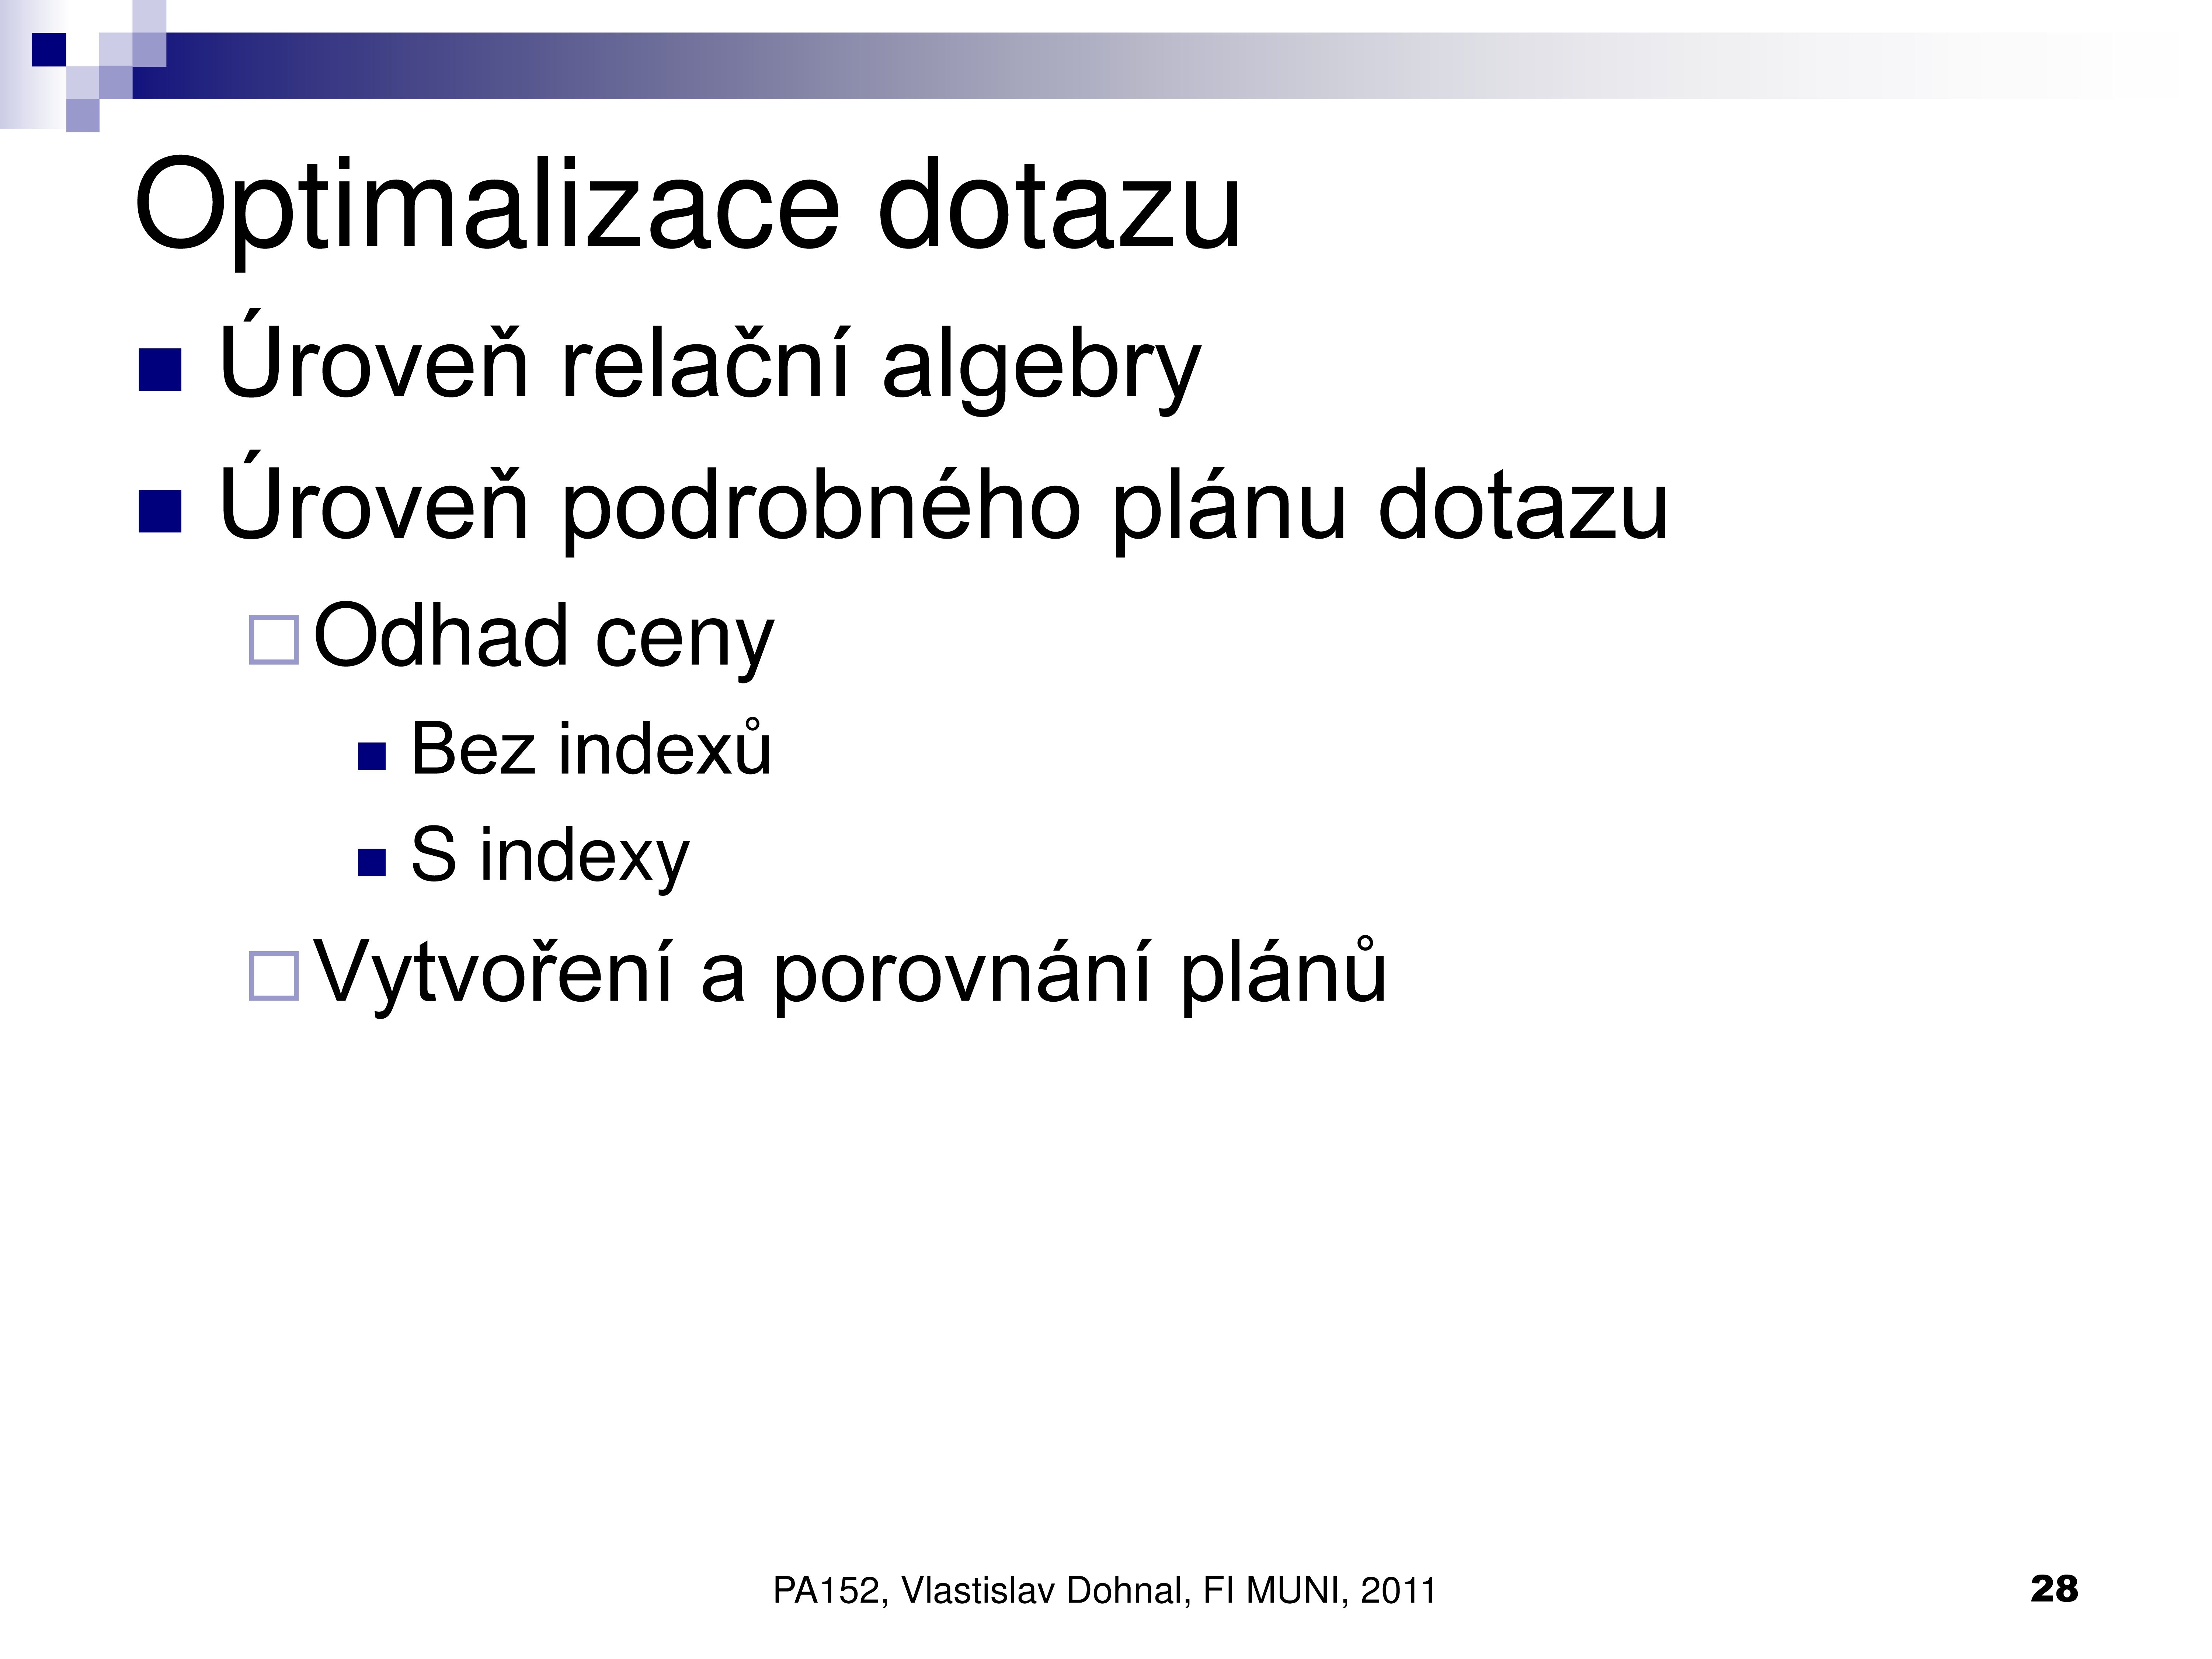 Optimalizace dotazu
Úroveň relační algebry
Úroveň podrobného plánu dotazu
Odhad ceny
Bez indexů
S indexy
Vytvoření a porovnání plánů
PA152, Vlastislav Dohnal, FI MUNI, 2011
28